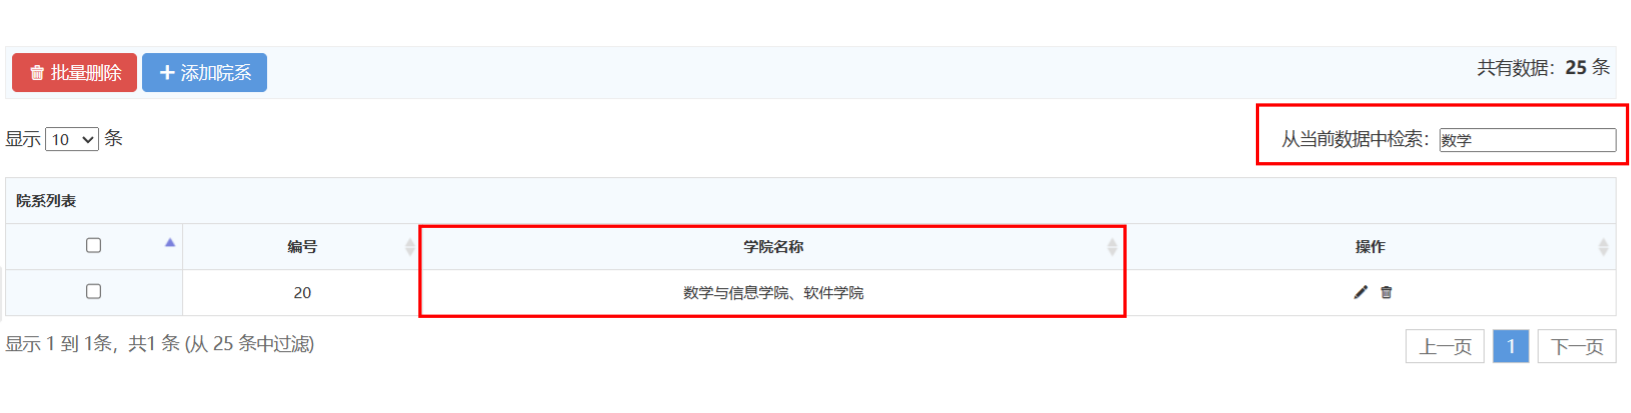 批量删除 添加院系 共有数据：25 条
显示 10 条 从当前数据中检索：数学
院系列表
编号 学院名称 操作
20 数学与信息学院、软件学院
显示 1 到 1条，共1 条 (从 25 条中过滤) 上一页 1 下一页